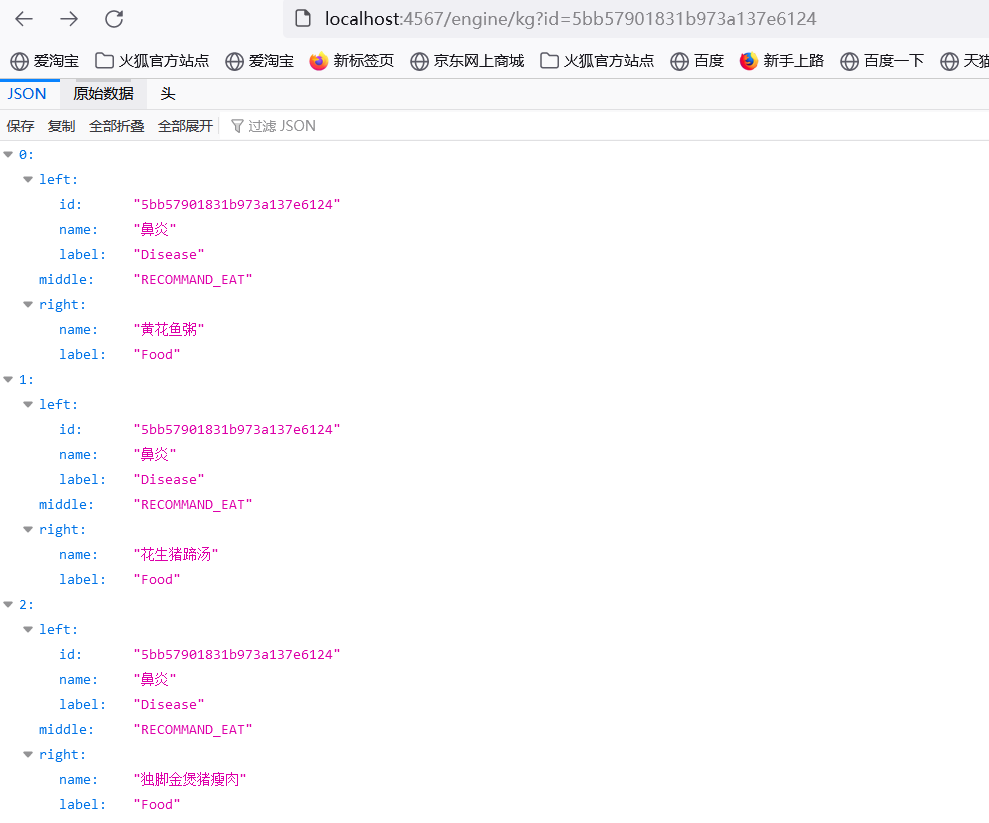 localhost:4567/engine/kg?id=5bb57901831b973a137e6124
爱淘宝 火狐官方站点 爱淘宝 新标签页 京东网上商城 火狐官方站点 百度 新手上路 百度一下 天猫
JSON 原始数据 头
保存 复制 全部折叠 全部展开 过滤 JSON
0:
left:
id: "5bb57901831b973a137e6124"
name: "鼻炎"
label: "Disease"
middle: "RECOMMAND_EAT"
right:
name: "黄花鱼粥"
label: "Food"
1:
left:
id: "5bb57901831b973a137e6124"
name: "鼻炎"
label: "Disease"
middle: "RECOMMAND_EAT"
right:
name: "花生猪蹄汤"
label: "Food"
2:
left:
id: "5bb57901831b973a137e6124"
name: "鼻炎"
label: "Disease"
middle: "RECOMMAND_EAT"
right:
name: "独脚金煲猪瘦肉"
label: "Food"